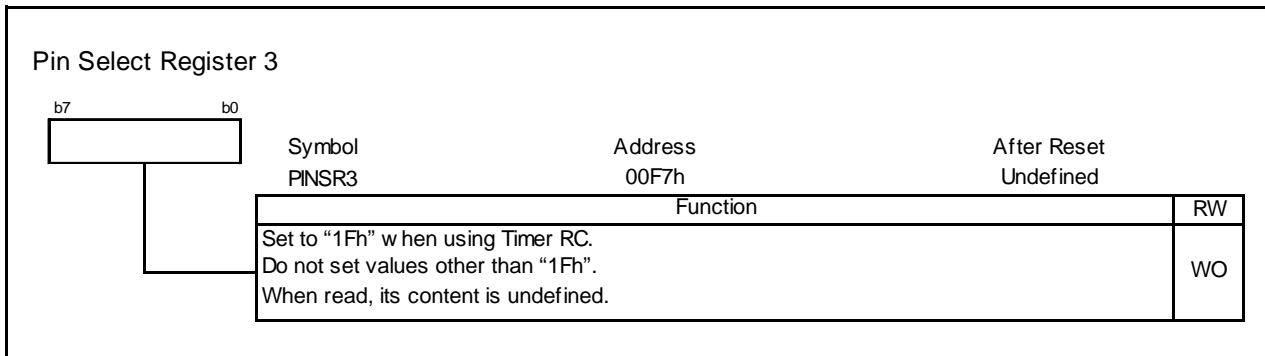 Pin Select Register 3
b7 b0
Symbol Address After Reset
PINSR3 00F7h Undefined
Function RW
Set to “1Fh” when using Timer RC.
Do not set values other than “1Fh”.
When read, its content is undefined.
WO